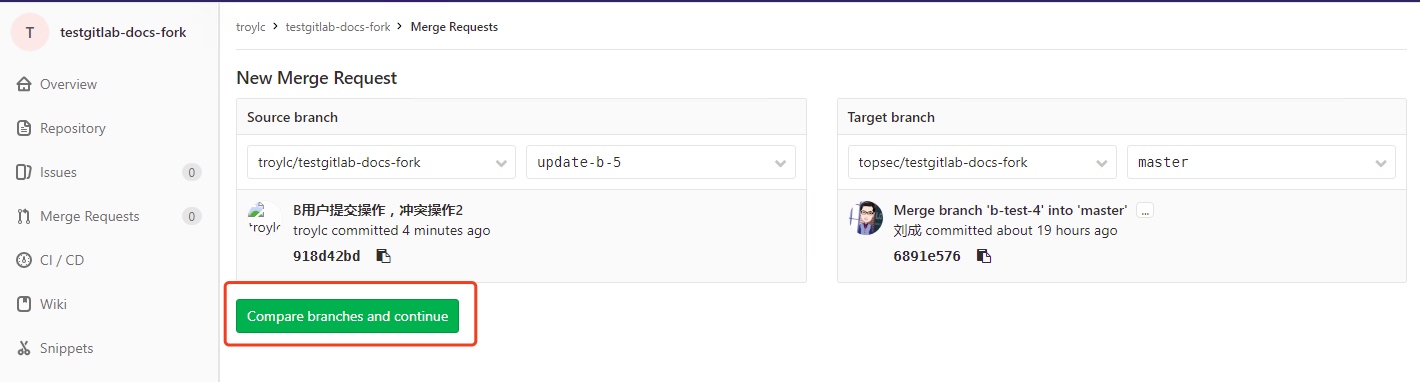 T
testgitlab-docs-fork
Overview
Repository
Issues 0
Merge Requests 0
CI / CD
Wiki
Snippets
troylc > testgitlab-docs-fork > Merge Requests
New Merge Request
Source branch
troylc/testgitlab-docs-fork
update-b-5
B用户提交操作，冲突操作2
troylc
troylc committed 4 minutes ago
918d42bd
Target branch
topsec/testgitlab-docs-fork
master
Merge branch 'b-test-4' into 'master' ...
刘成 committed about 19 hours ago
6891e576
Compare branches and continue